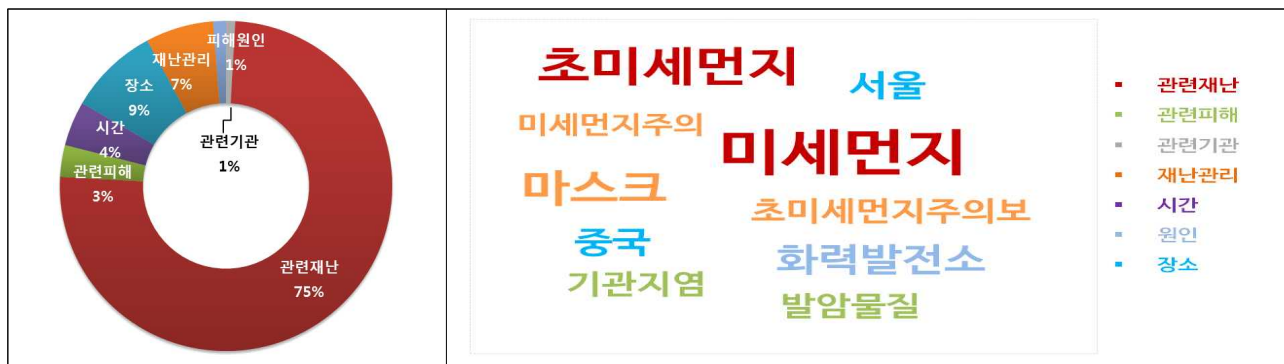 피해원인
1%
재난관리
7%
장소
9%
시간
4%
관련피해
3%
관련기관
1%
관련재난
75%
초미세먼지
서울
미세먼지주의
미세먼지
마스크
초미세먼지주의보
중국
화력발전소
기관지염
발암물질
관련재난
관련피해
관련기관
재난관리
시간
원인
장소